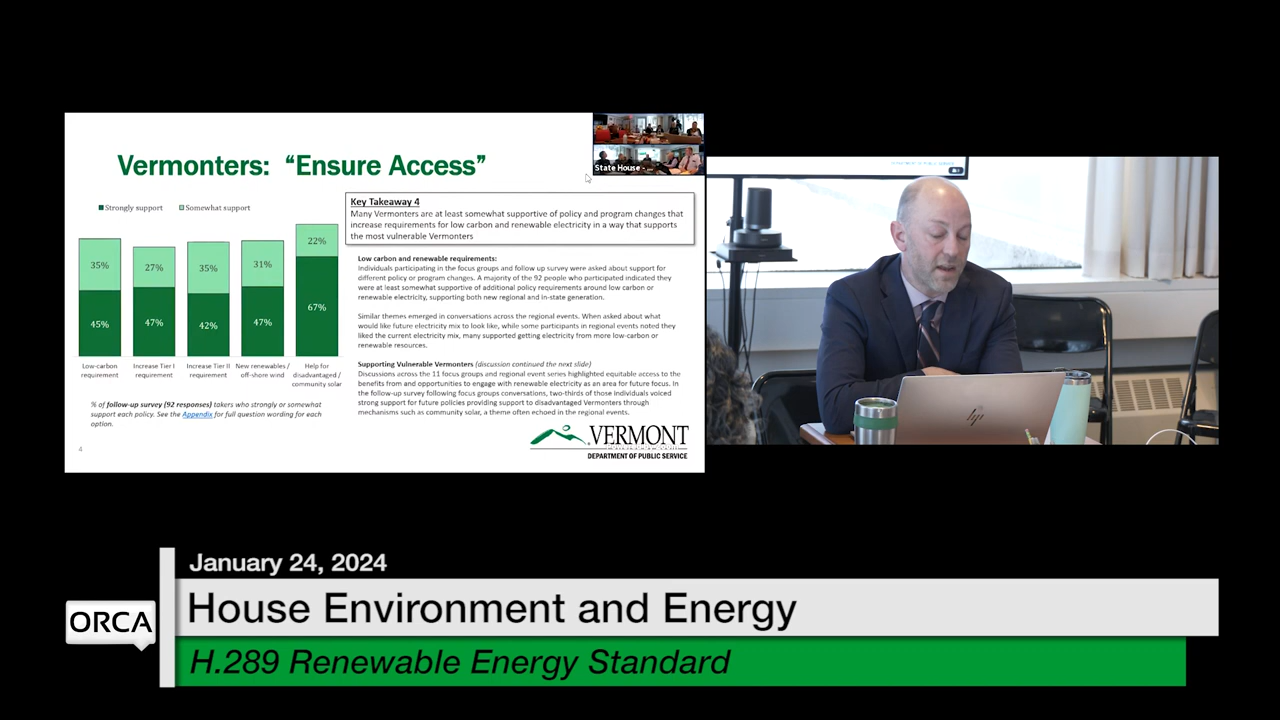 Vermonters: “Ensure Access”
State House
Strongly support
Somewhat support
35%
27%
35%
31%
22%
45%
47%
42%
47%
67%
Low-carbon requirement
Increase Tier I requirement
Increase Tier II requirement
New renewables / off-shore wind
Help for disadvantaged / community solar
% of follow-up survey (92 responses) takers who strongly or somewhat
support each policy. See the Appendix for full question wording for each
option.
4
Key Takeaway 4
Many Vermonters are at least somewhat supportive of policy and program changes that
increase requirements for low carbon and renewable electricity in a way that supports
the most vulnerable Vermonters
Low carbon and renewable requirements:
Individuals participating in the focus groups and follow up survey were asked about support for
different policy or program changes. A majority of the 92 people who participated indicated they
were at least somewhat supportive of additional policy requirements around low carbon or
renewable electricity, supporting both new regional and in-state generation.
Similar themes emerged in conversations across the regional events. When asked about what
would like future electricity mix to look like, while some participants in regional events noted they
liked the current electricity mix, many supported getting electricity from more low-carbon or
renewable resources.
Supporting Vulnerable Vermonters (discussion continued the next slide)
Discussions across the 11 focus groups and regional event series highlighted equitable access to the
benefits from and opportunities to engage with renewable electricity as an area for future focus. In
the follow-up survey following focus groups conversations, two-thirds of those individuals voiced
strong support for future policies providing support to disadvantaged Vermonters through
mechanisms such as community solar, a theme often echoed in the regional events.
VERMONT
DEPARTMENT OF PUBLIC SERVICE
hp
January 24, 2024
ORCA
House Environment and Energy
H.289 Renewable Energy Standard